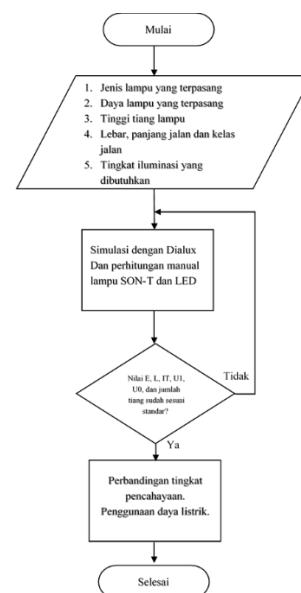 Mulai
1. Jenis lampu yang terpasang
2. Daya lampu yang terpasang
3. Tinggi tiang lampu
4. Lebar, panjang jalan dan kelas
jalan
5. Tingkat iluminasi yang
dibutuhkan
Simulasi dengan Dialux
Dan perhitungan manual
lampu SON-T dan LED
Nilai E, L, IT, U1,
U0, dan jumlah
tiang sudah sesuai
standar?
Tidak
Ya
Perbandingan tingkat
pencahayaan.
Penggunaan daya listrik.
Selesai